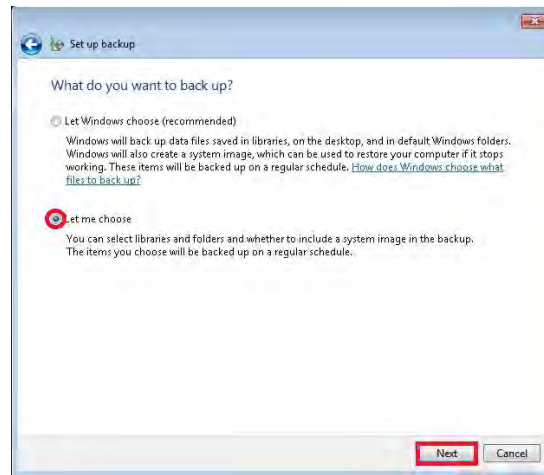 Set up backup
What do you want to back up?
Let Windows choose (recommended)
Windows will back up data files saved in libraries, on the desktop, and in default Windows folders.
Windows will also create a system image, which can be used to restore your computer if it stops
working. These items will be backed up on a regular schedule. How does Windows choose what
files to back up?
Let me choose
You can select libraries and folders and whether to include a system image in the backup.
The items you choose will be backed up on a regular schedule.
Next Cancel